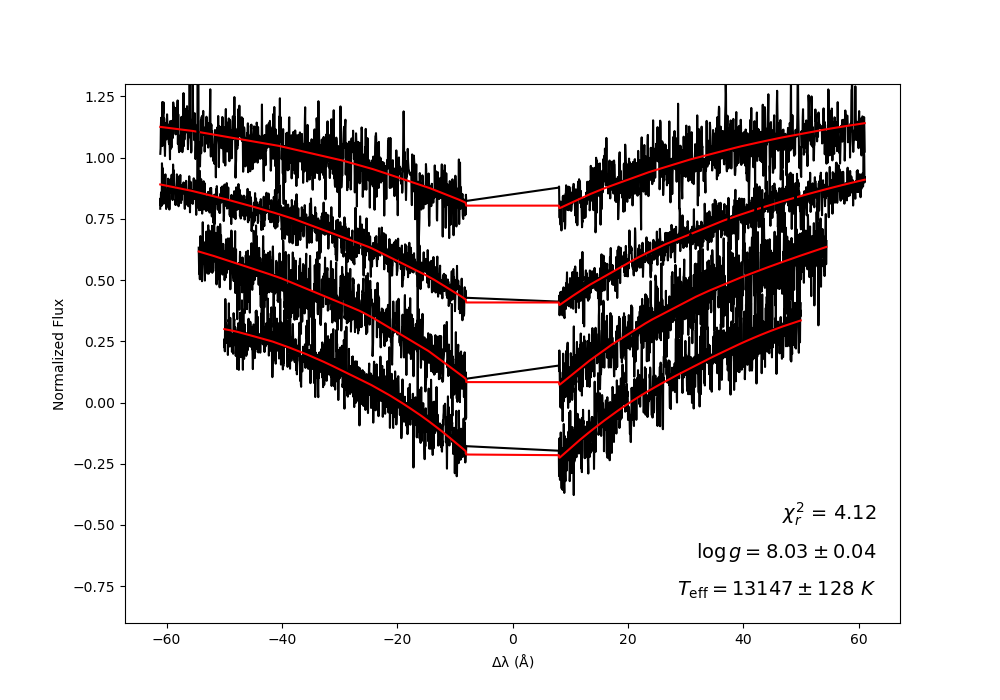 1.25
1.00
0.75
0.50
0.25
0.00
−0.25
−0.50
−0.75
Normalized Flux
χ²ᵣ = 4.12
log g = 8.03 ± 0.04
T_eff = 13147 ± 128 K
−60 −40 −20 0 20 40 60
Δλ (Å)